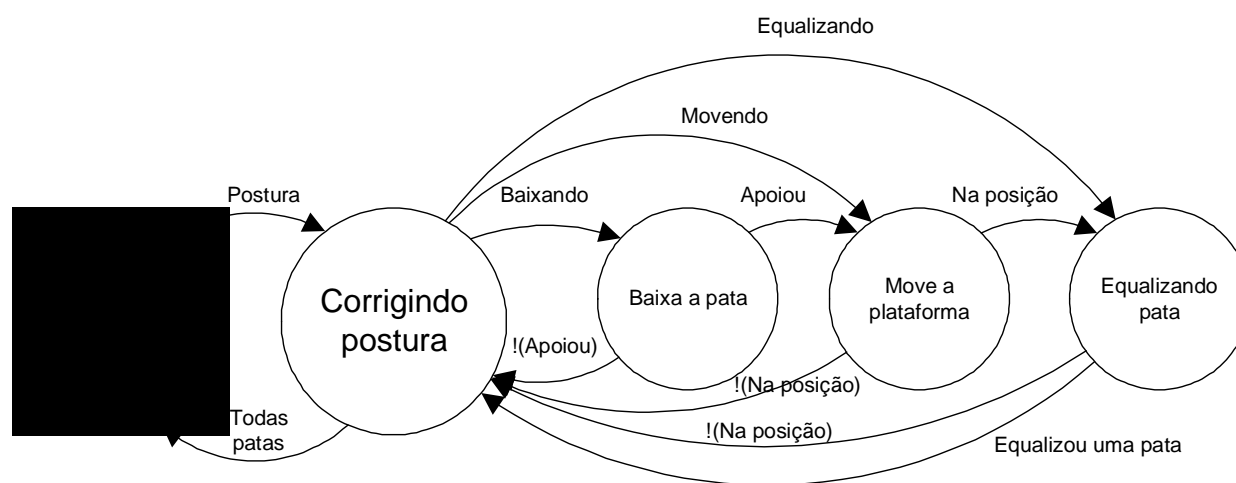 Equalizando
Movendo
Postura
Baixando
Apoiou
Na posição
Corrigindo
postura
Baixa a pata
Move a
plataforma
Equalizando
pata
!(Apoiou)
!(Na posição)
!(Na posição)
Todas
patas
Equalizou uma pata